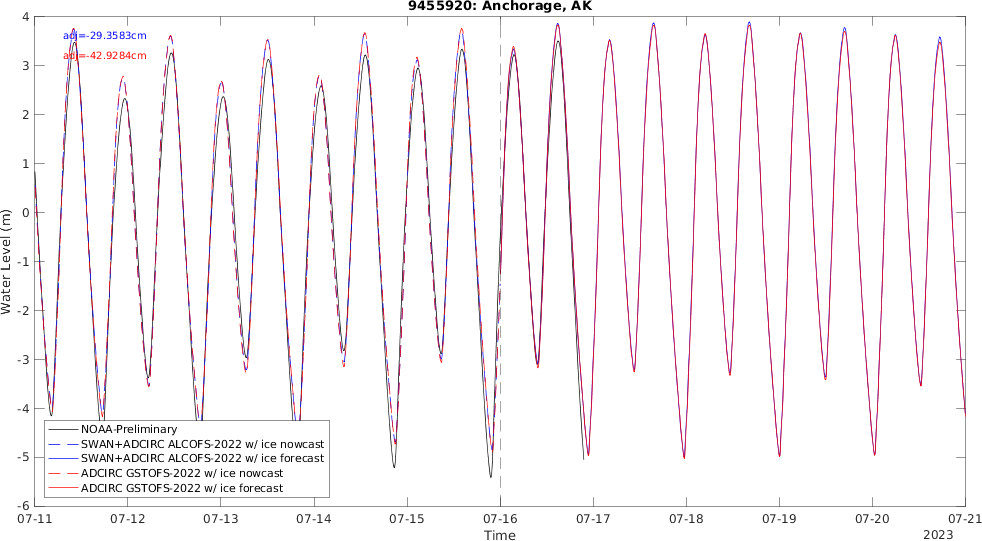 9455920: Anchorage, AK
adj=-29.3583cm
adj=-42.9284cm
Water Level (m)
4
3
2
1
0
-1
-2
-3
-4
-5
-6
NOAA-Preliminary
SWAN+ADCIRC ALCOFS-2022 w/ ice nowcast
SWAN+ADCIRC ALCOFS-2022 w/ ice forecast
ADCIRC GSTOFS-2022 w/ ice nowcast
ADCIRC GSTOFS-2022 w/ ice forecast
07-11 07-12 07-13 07-14 07-15 07-16 07-17 07-18 07-19 07-20 07-21
Time
2023